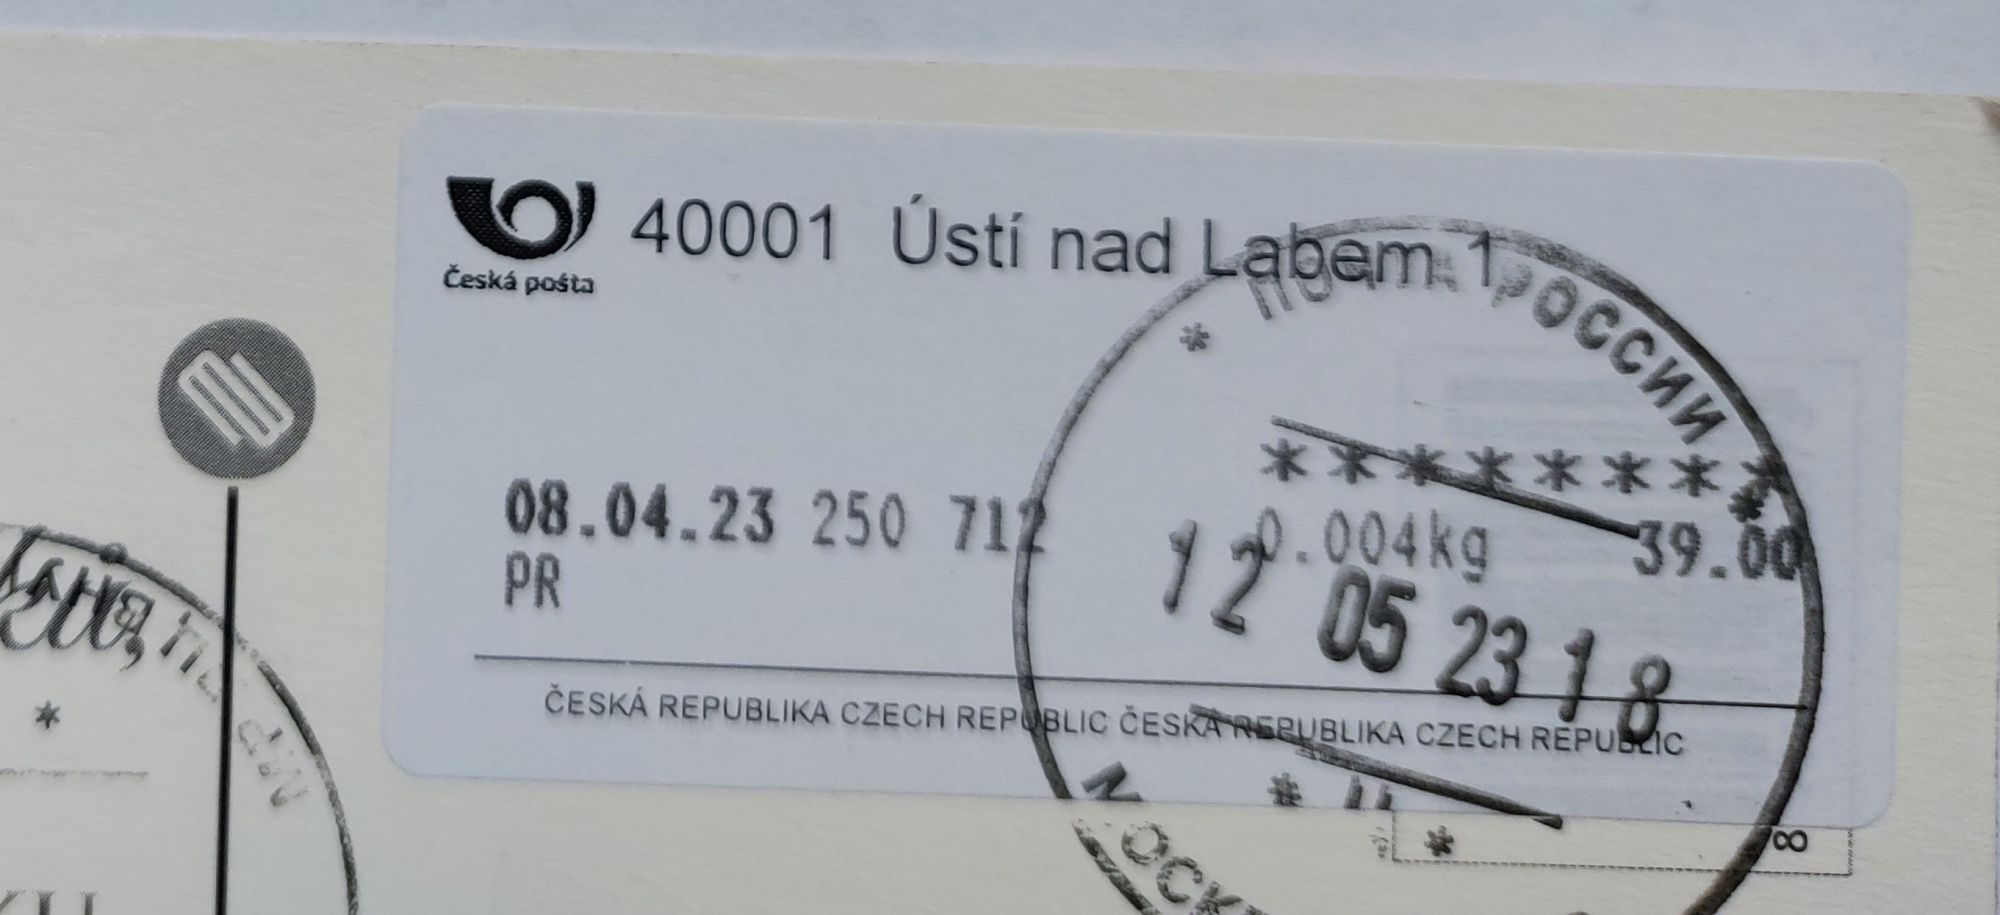 40001 Ústí nad Labem 1
Česká pošta
* ПОЧТА РОССИИ *
********
08.04.23 250 712 0.004kg 39.00
PR
12 05 23 18
ČESKÁ REPUBLIKA CZECH REPUBLIC ČESKÁ REPUBLIKA CZECH REPUBLIC
*
* Ц
*
8